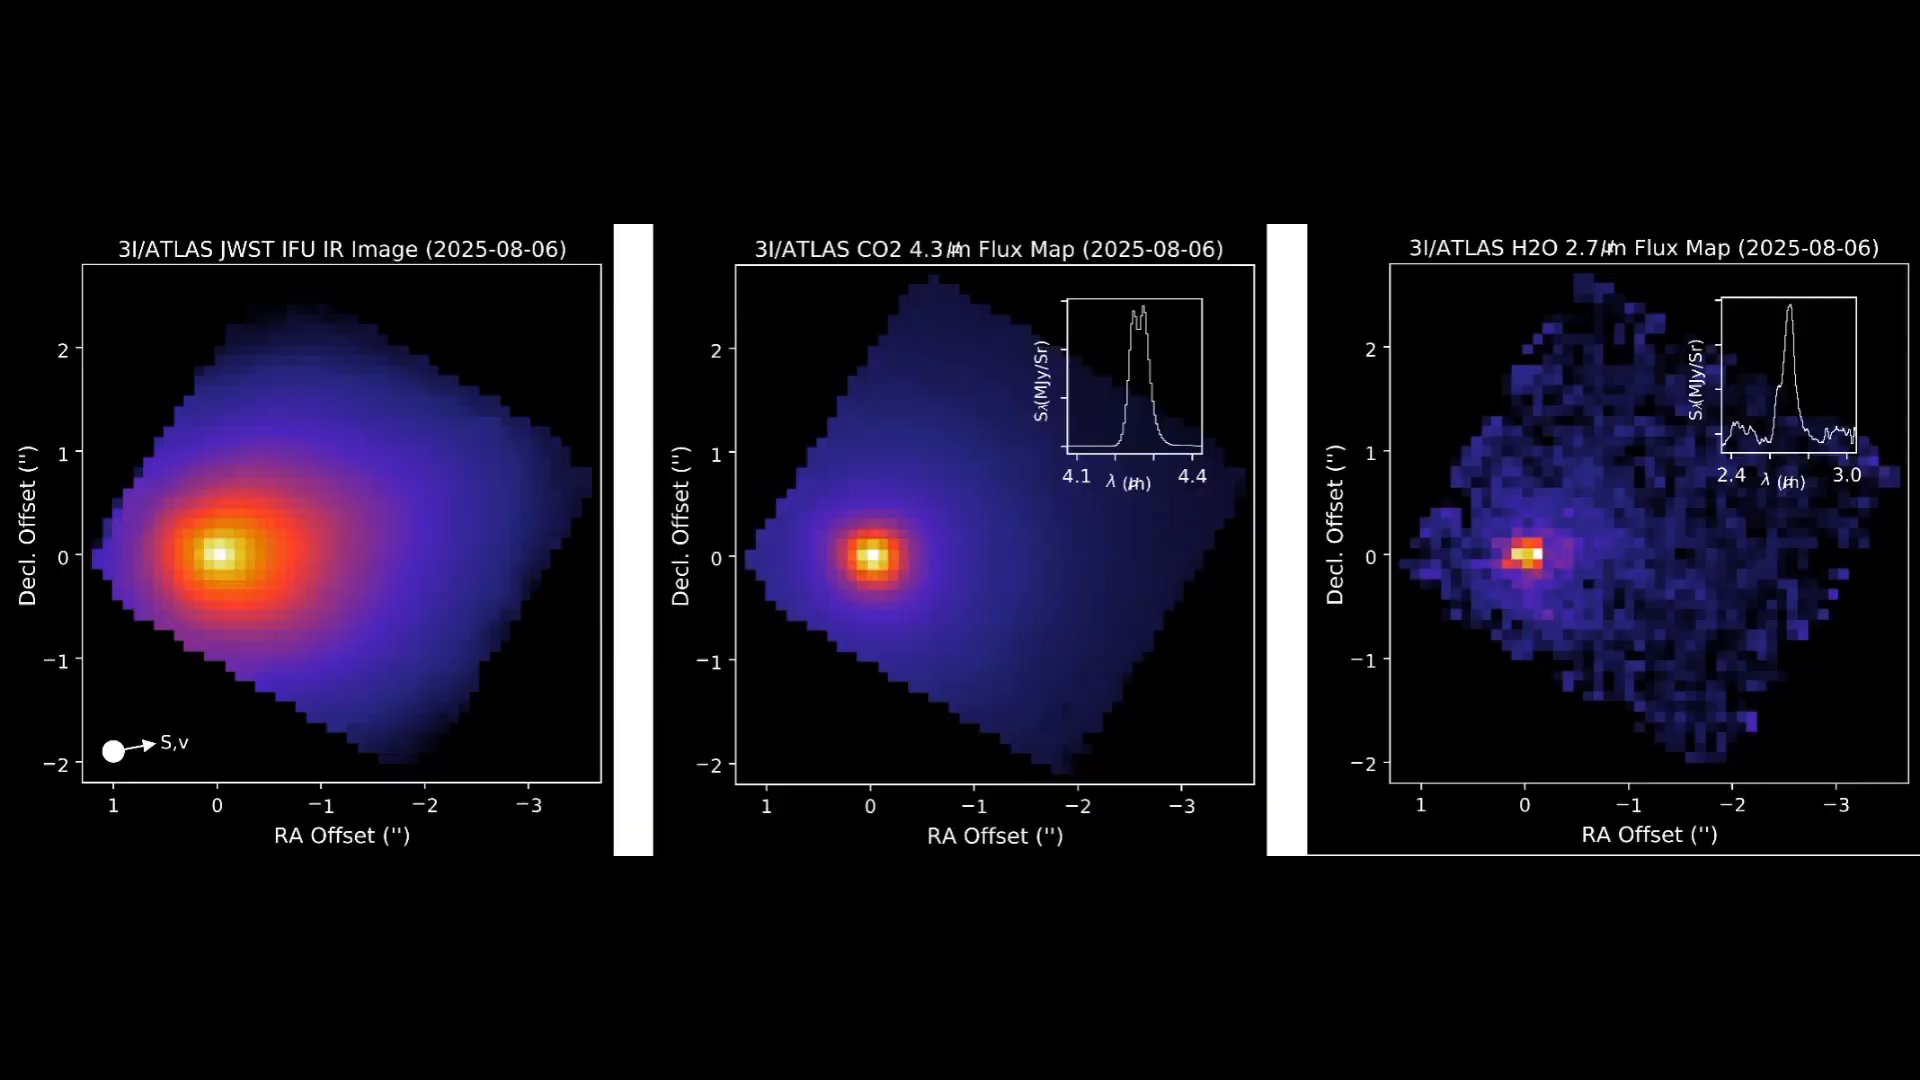 3I/ATLAS JWST IFU IR Image (2025-08-06)
Decl. Offset ('')
2
1
0
−1
−2
S,v
1 0 −1 −2 −3
RA Offset ('')
3I/ATLAS CO2 4.3μm Flux Map (2025-08-06)
Decl. Offset ('')
2
1
0
−1
−2
Sλ(MJy/Sr)
4.1 λ (μm) 4.4
1 0 −1 −2 −3
RA Offset ('')
3I/ATLAS H2O 2.7μm Flux Map (2025-08-06)
Decl. Offset ('')
2
1
0
−1
−2
Sλ(MJy/Sr)
2.4 λ (μm) 3.0
1 0 −1 −2 −3
RA Offset ('')